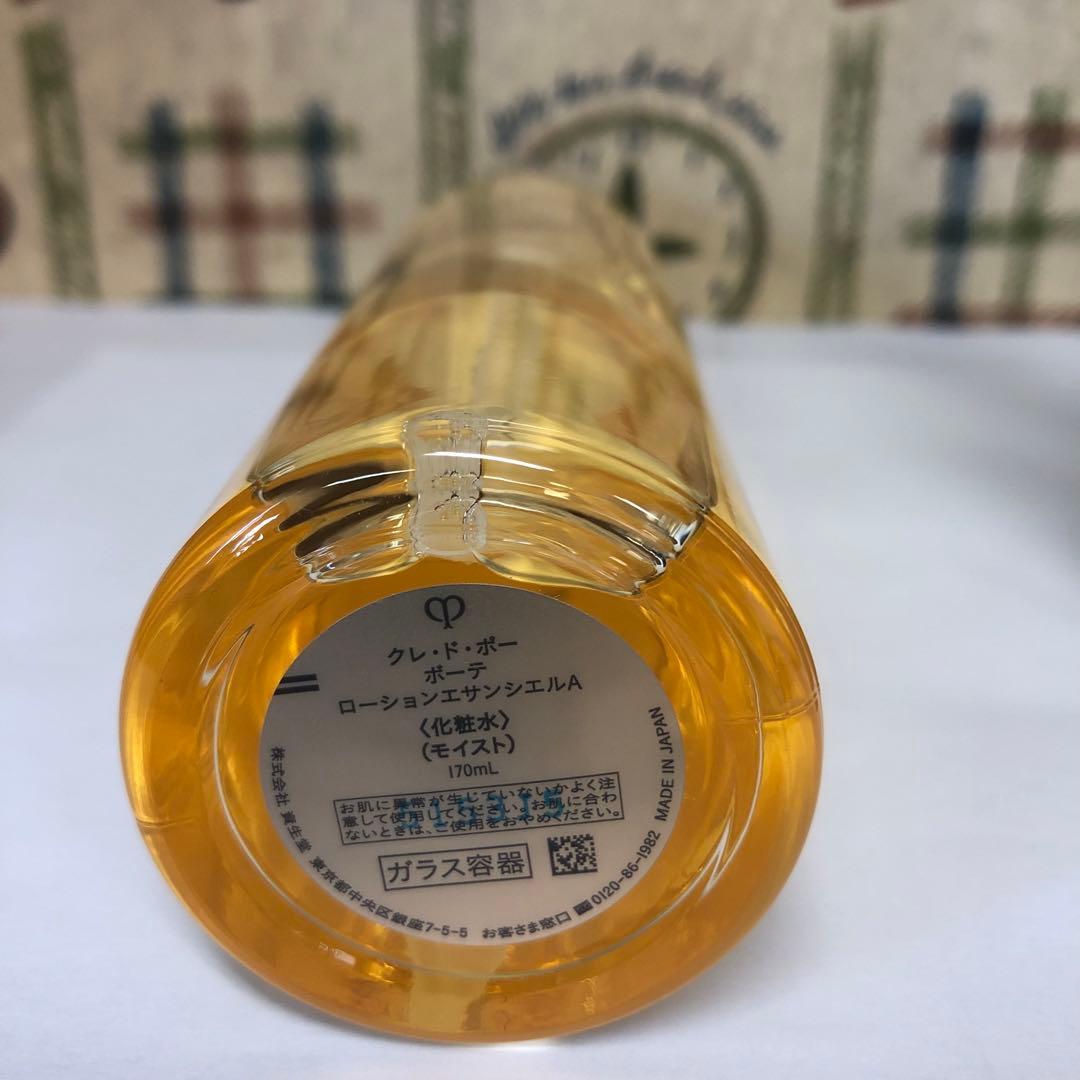 クレ・ド・ポー
ボーテ
ローションエサンシエルA
〈化粧水〉
(モイスト)
170mL
お肌に異常が生じていないかよく注
意して使用してください。お肌に合わ
ないときは、ご使用をおやめください。
ガラス容器
株式会社 資生堂 東京都中央区銀座7-5-5 お客さま窓口 0120-86-1982 MADE IN JAPAN